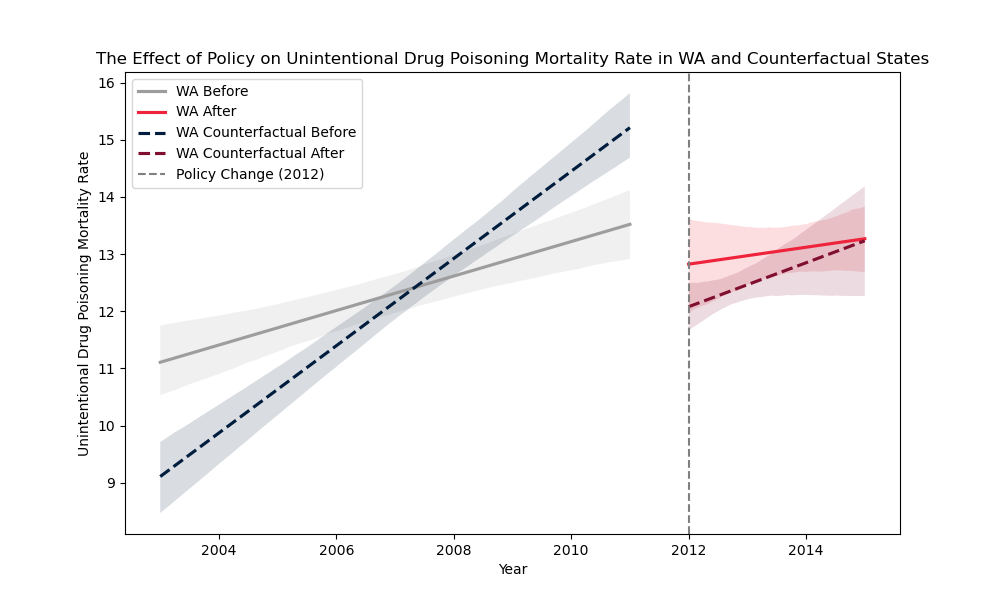 The Effect of Policy on Unintentional Drug Poisoning Mortality Rate in WA and Counterfactual States
WA Before
WA After
WA Counterfactual Before
WA Counterfactual After
Policy Change (2012)
Unintentional Drug Poisoning Mortality Rate
16
15
14
13
12
11
10
9
2004
2006
2008
2010
2012
2014
Year